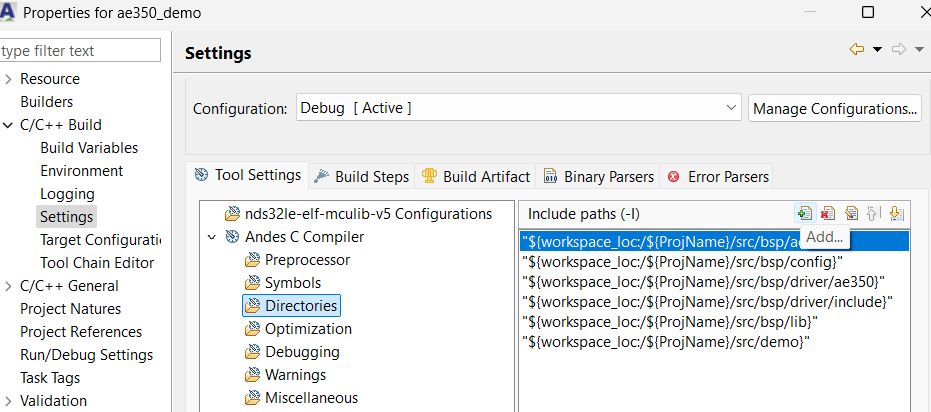 Properties for ae350_demo
type filter text
Resource
Builders
C/C++ Build
Build Variables
Environment
Logging
Settings
Target Configurati
Tool Chain Editor
C/C++ General
Project Natures
Project References
Run/Debug Settings
Task Tags
Validation
Settings
Configuration: Debug [ Active ]
Manage Configurations...
Tool Settings Build Steps Build Artifact Binary Parsers Error Parsers
nds32le-elf-mculib-v5 Configurations
Andes C Compiler
Preprocessor
Symbols
Directories
Optimization
Debugging
Warnings
Miscellaneous
Include paths (-I)
Add...
"${workspace_loc:/${ProjName}/src/bsp/a
"${workspace_loc:/${ProjName}/src/bsp/config}"
"${workspace_loc:/${ProjName}/src/bsp/driver/ae350}"
"${workspace_loc:/${ProjName}/src/bsp/driver/include}"
"${workspace_loc:/${ProjName}/src/bsp/lib}"
"${workspace_loc:/${ProjName}/src/demo}"